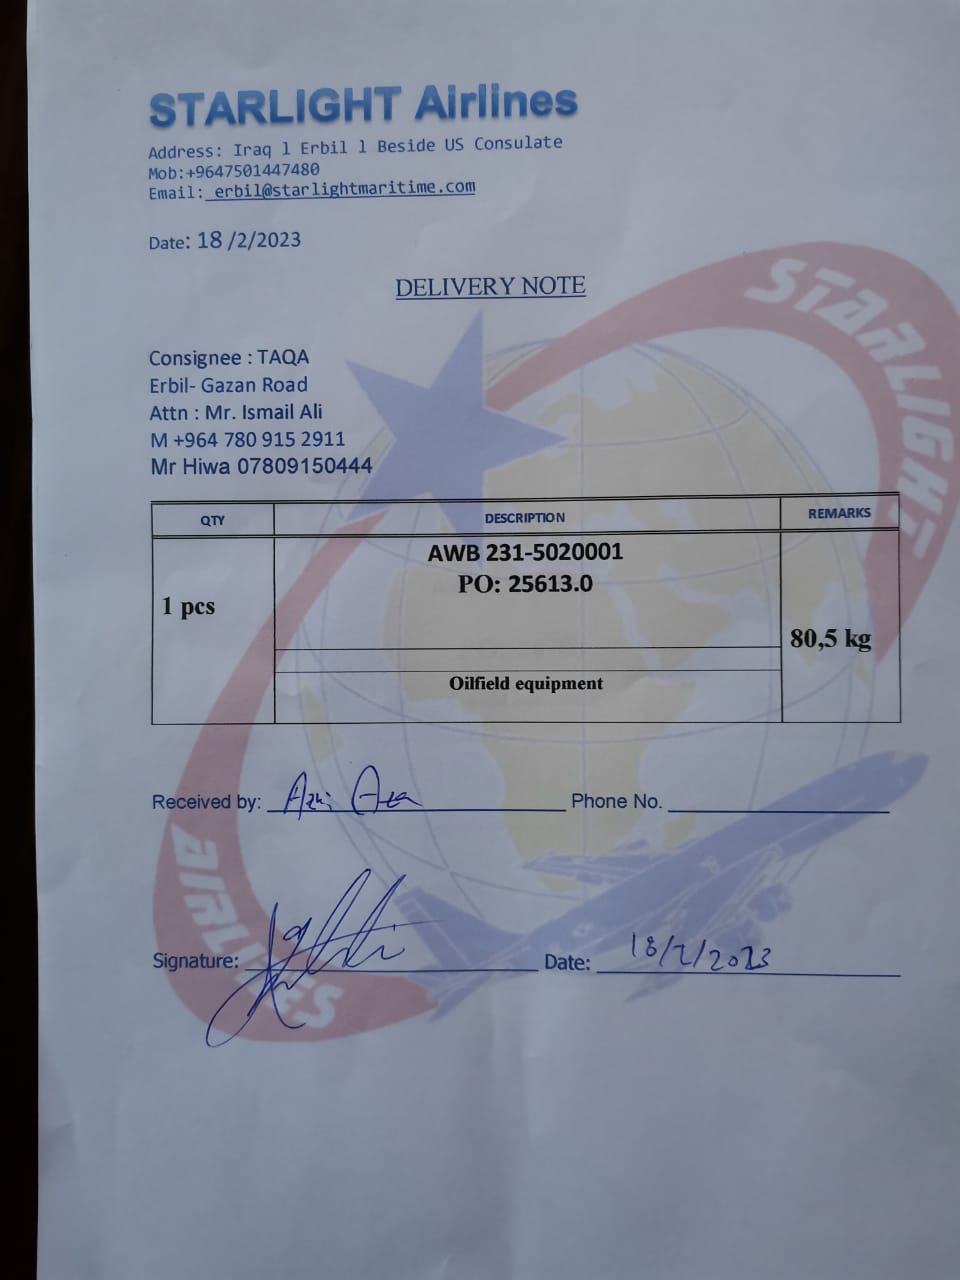 STARLIGHT Airlines
Address: Iraq l Erbil l Beside US Consulate
Mob:+9647501447480
Email: erbil@starlightmaritime.com
Date: 18 /2/2023
DELIVERY NOTE
STARLIGHT
Consignee : TAQA
Erbil- Gazan Road
Attn : Mr. Ismail Ali
M +964 780 915 2911
Mr Hiwa 07809150444
QTY DESCRIPTION REMARKS
AWB 231-5020001
PO: 25613.0
1 pcs
80,5 kg
Oilfield equipment
Received by: Phone No.
AIRLINES
Signature: Date: 18/2/2023